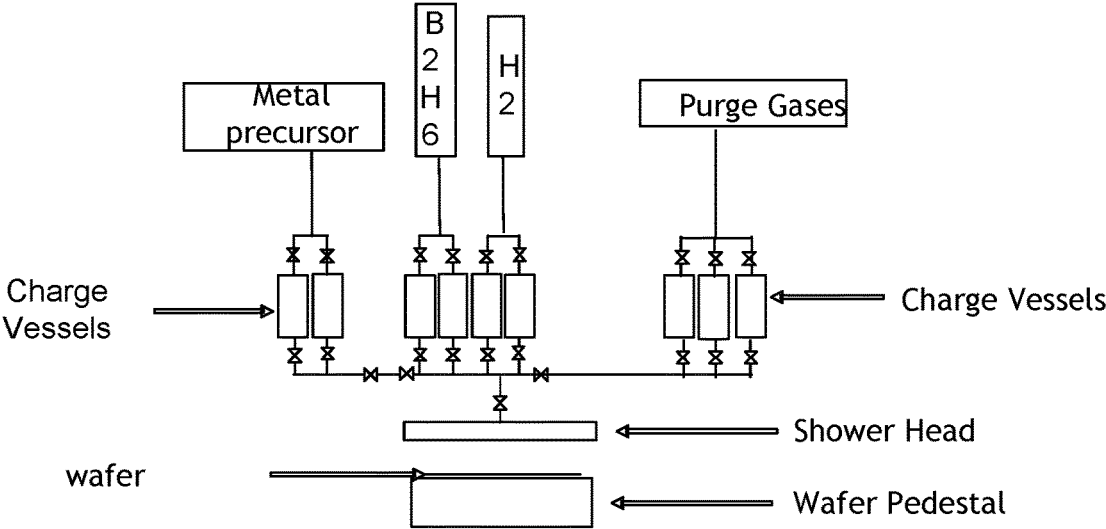 B
2
H
6
H
2
Metal
precursor
Purge Gases
Charge
Vessels
Charge Vessels
Shower Head
wafer
Wafer Pedestal